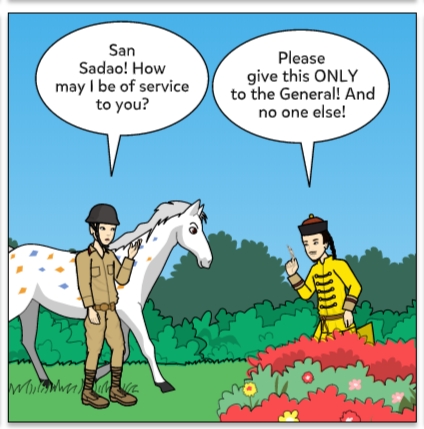 San
Sadao! How
may I be of service
to you?
Please
give this ONLY
to the General! And
no one else!